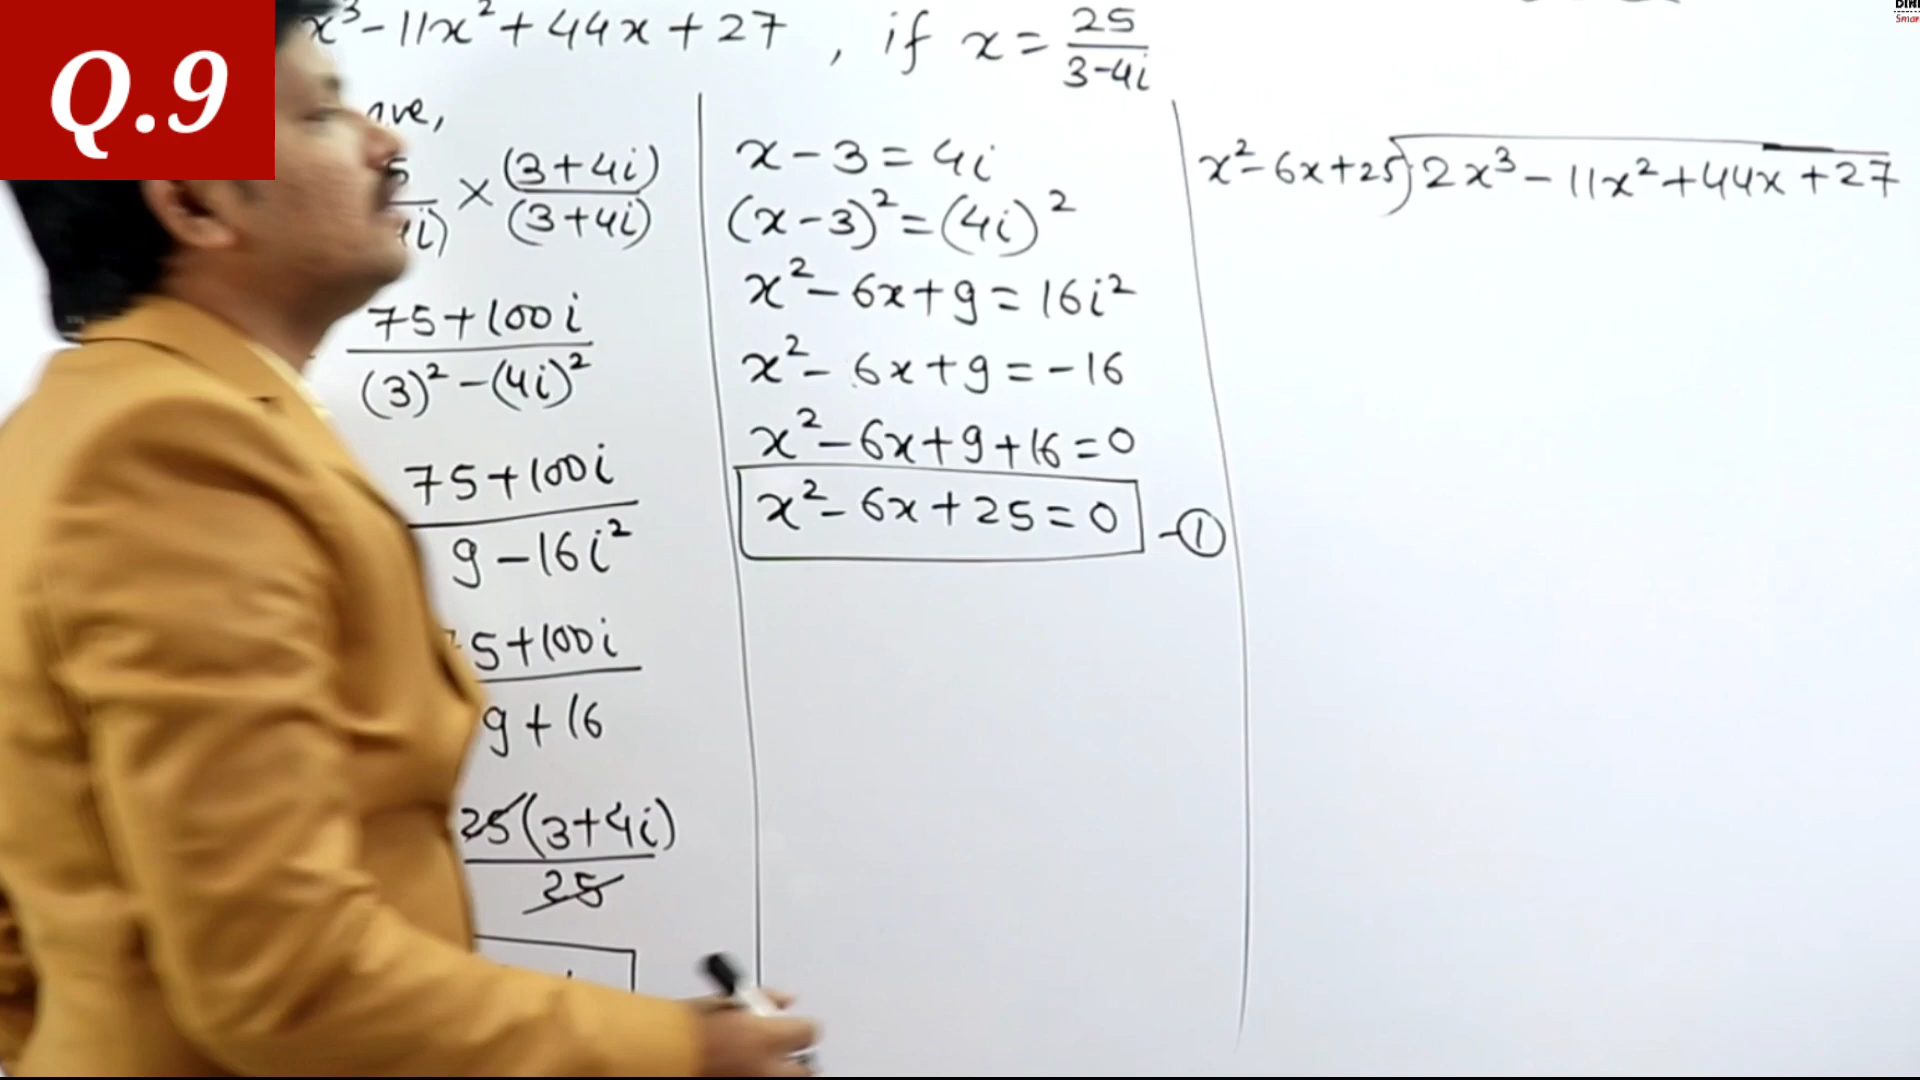 Q.9
x³ - 11x² + 44x + 27 , if x = 25/(3-4i)
× (3+4i)/(3+4i)
75+100i
(3)² - (4i)²
75+100i
9 - 16i²
5+100i
9+16
25(3+4i)
25
x - 3 = 4i
(x-3)² = (4i)²
x² - 6x + 9 = 16i²
x² - 6x + 9 = -16
x² - 6x + 9 + 16 = 0
x² - 6x + 25 = 0 - ①
x² - 6x + 25) 2x³ - 11x² + 44x + 27